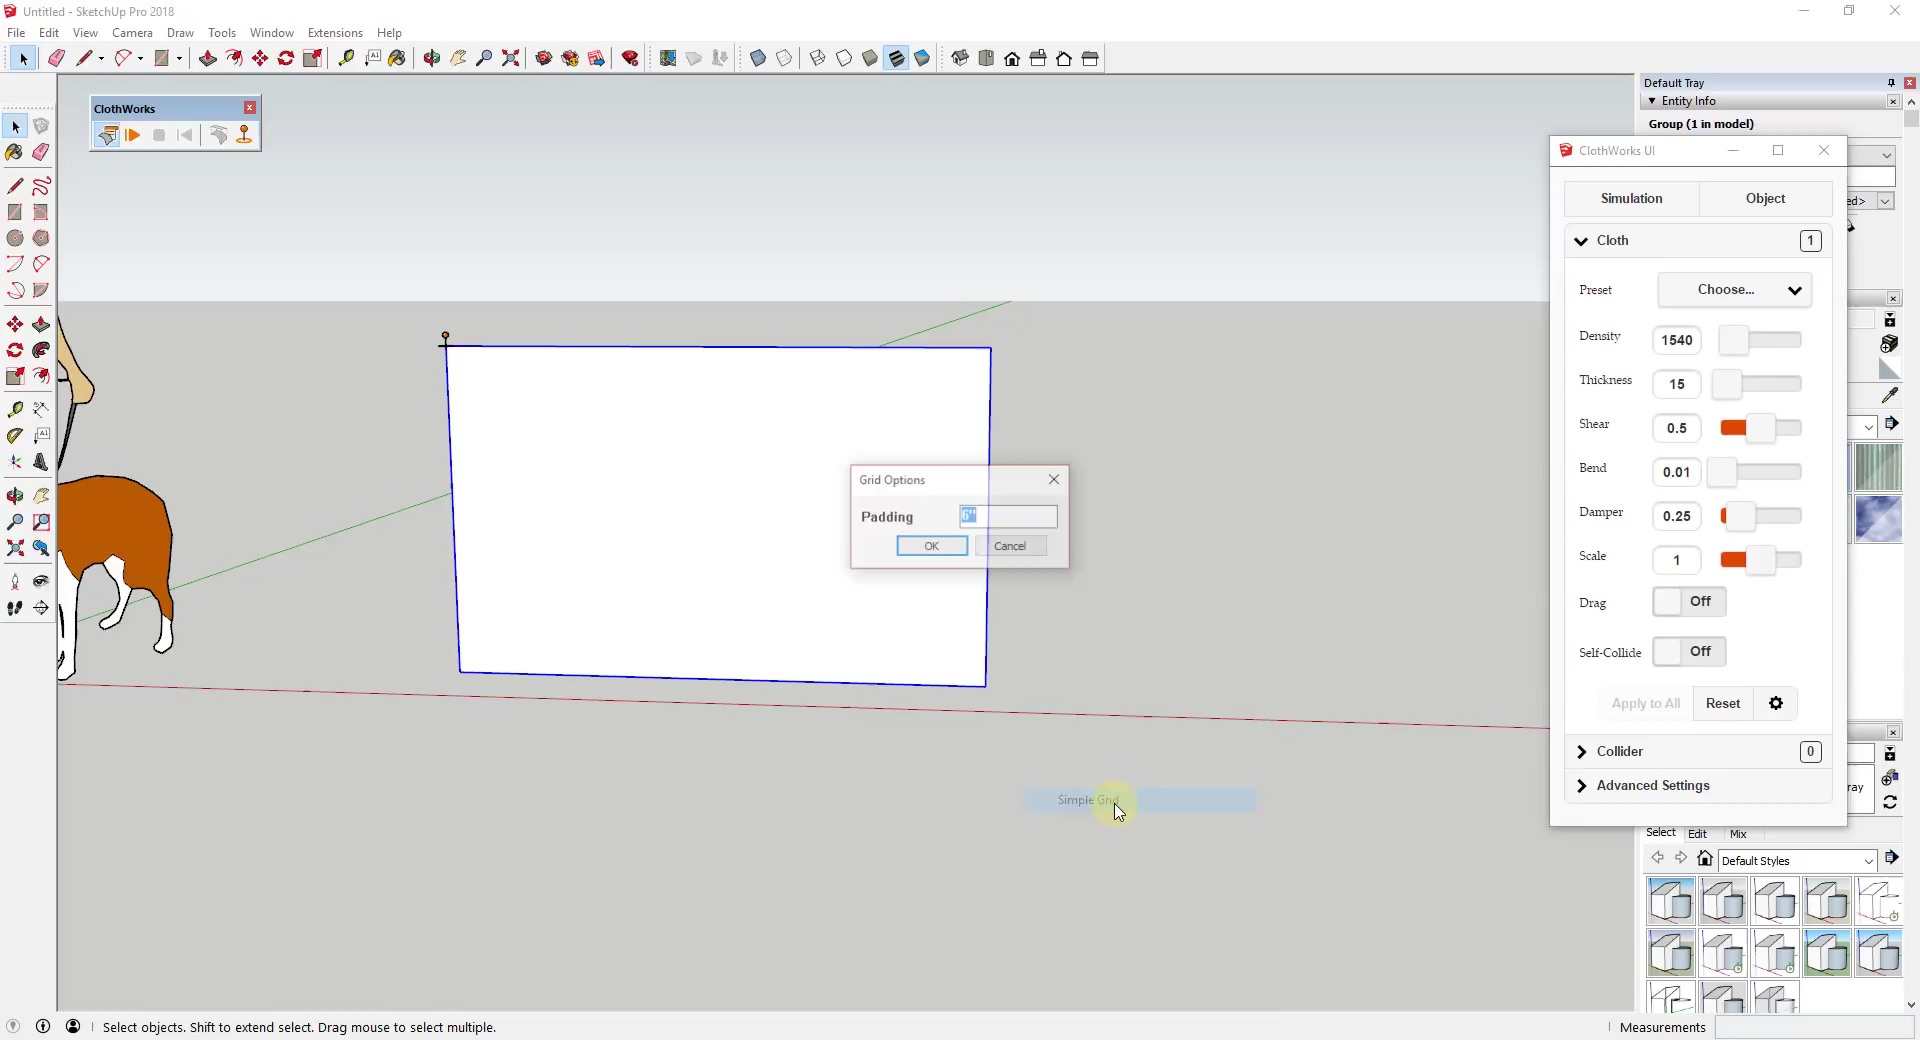 Untitled - SketchUp Pro 2018
File Edit View Camera Draw Tools Window Extensions Help
Default Tray
Entity Info
Group (1 in model)
ClothWorks
ClothWorks UI
Simulation Object
Cloth 1
Preset Choose...
Density 1540
Thickness 15
Shear 0.5
Bend 0.01
Damper 0.25
Scale 1
Drag Off
Self-Collide Off
Apply to All Reset
Collider 0
Advanced Settings
Grid Options
Padding 6"
OK Cancel
Simple Grid
ed>
ray
Select Edit Mix
Default Styles
Select objects. Shift to extend select. Drag mouse to select multiple.
Measurements